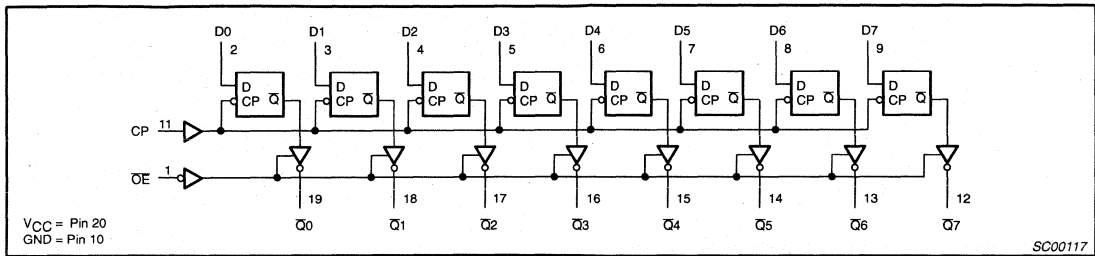 D0 D1 D2 D3 D4 D5 D6 D7
2 3 4 5 6 7 8 9
D D D D D D D D
CP Q̅ CP Q̅ CP Q̅ CP Q̅ CP Q̅ CP Q̅ CP Q̅ CP Q̅
CP 11
O̅E̅ 1
19 18 17 16 15 14 13 12
Q̅0 Q̅1 Q̅2 Q̅3 Q̅4 Q̅5 Q̅6 Q̅7
VCC = Pin 20
GND = Pin 10
SC00117